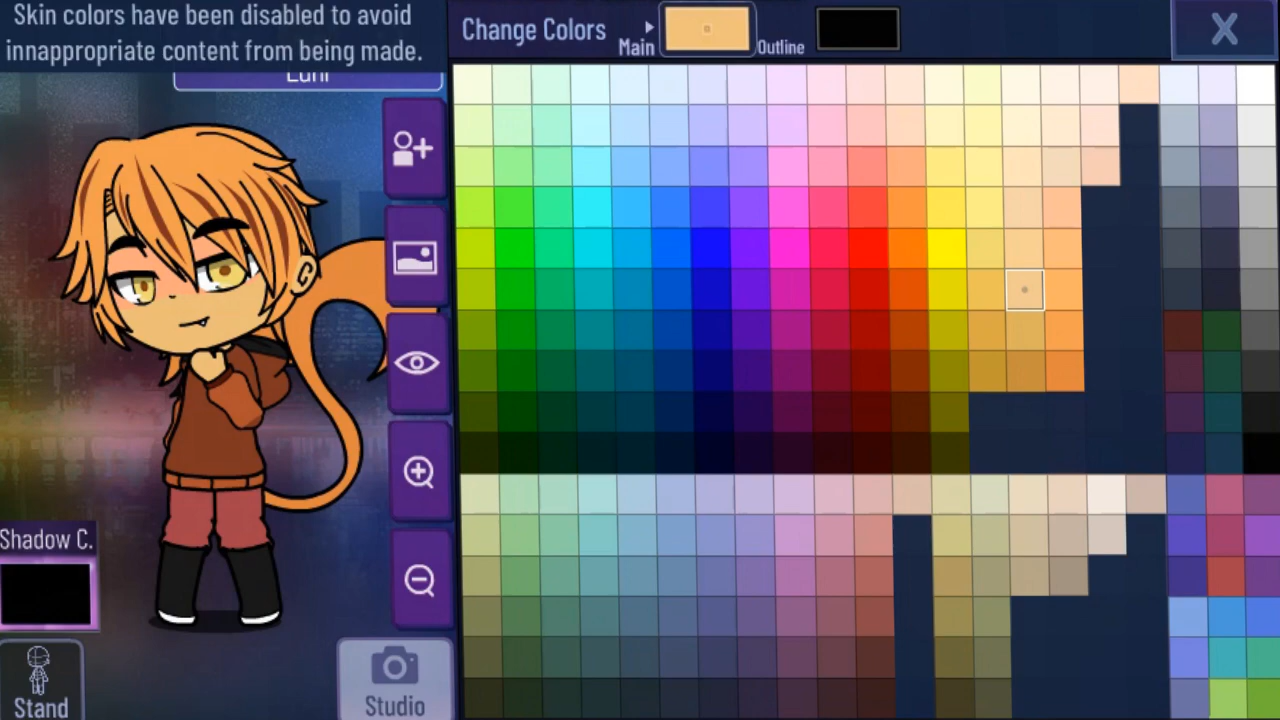 Skin colors have been disabled to avoid
innappropriate content from being made.
Luni
Change Colors
Main
Outline
X
Shadow C.
Stand
Studio